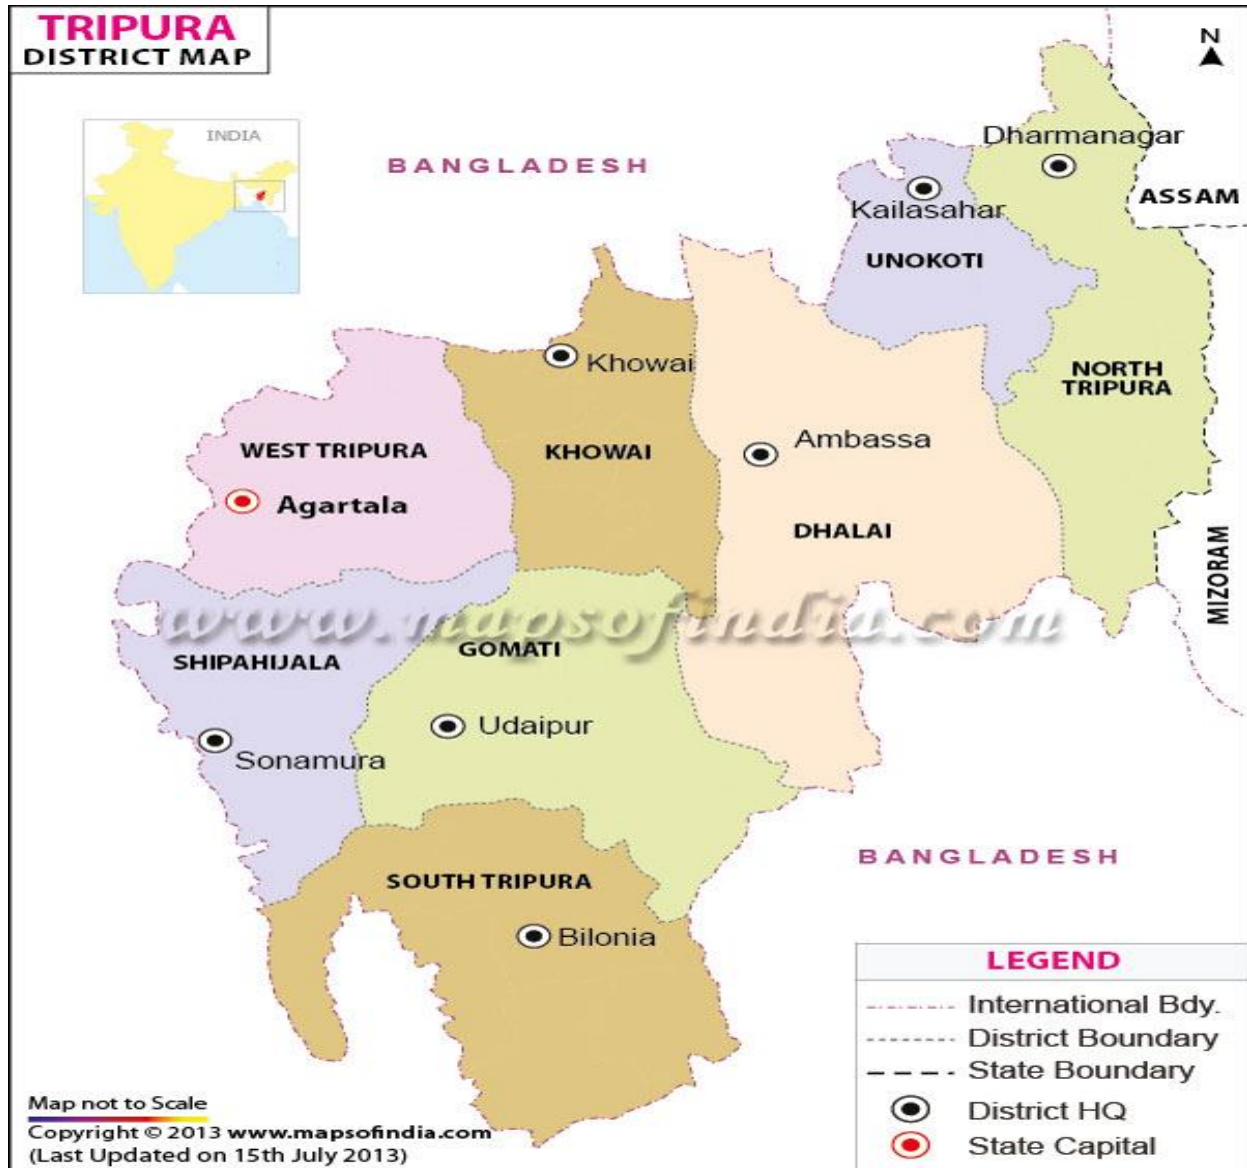 TRIPURA
DISTRICT MAP
N
INDIA
BANGLADESH
Dharmanagar
ASSAM
Kailasahar
UNOKOTI
Khowai
NORTH
TRIPURA
WEST TRIPURA
KHOWAI
Ambassa
Agartala
DHALAI
MIZORAM
www.mapsofindia.com
SHIPAHIJALA
GOMATI
Udaipur
Sonamura
BANGLADESH
SOUTH TRIPURA
Bilonia
LEGEND
International Bdy.
District Boundary
State Boundary
District HQ
State Capital
Map not to Scale
Copyright © 2013 www.mapsofindia.com
(Last Updated on 15th July 2013)